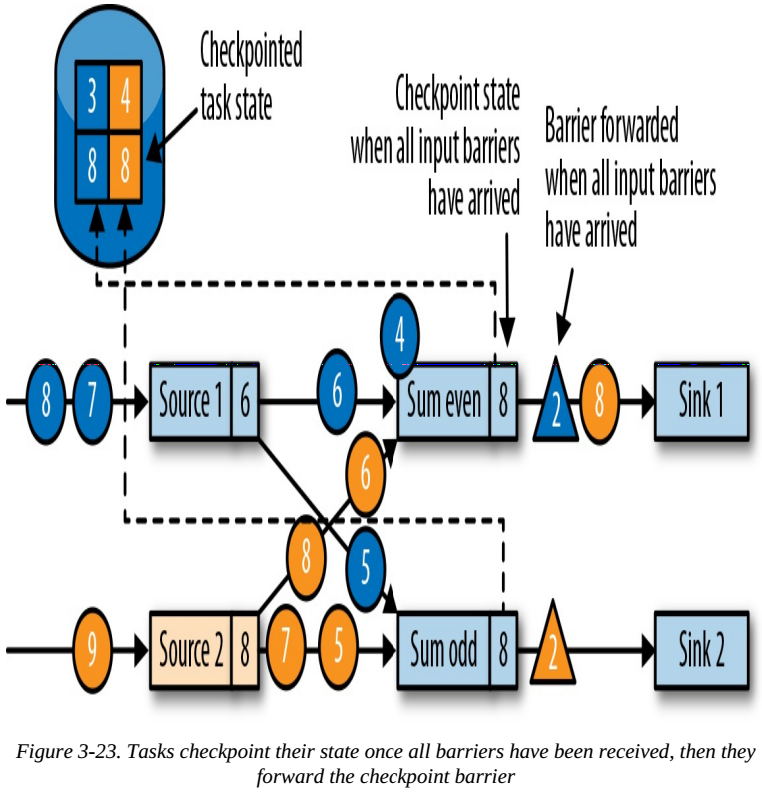 Checkpointed
task state
3 4
8 8
Checkpoint state
when all input barriers
have arrived
Barrier forwarded
when all input barriers
have arrived
4
8 7 Source 1 6 6 Sum even 8 2 8 Sink 1
6
8 5
9 Source 2 8 7 5 Sum odd 8 2 Sink 2
Figure 3-23. Tasks checkpoint their state once all barriers have been received, then they
forward the checkpoint barrier